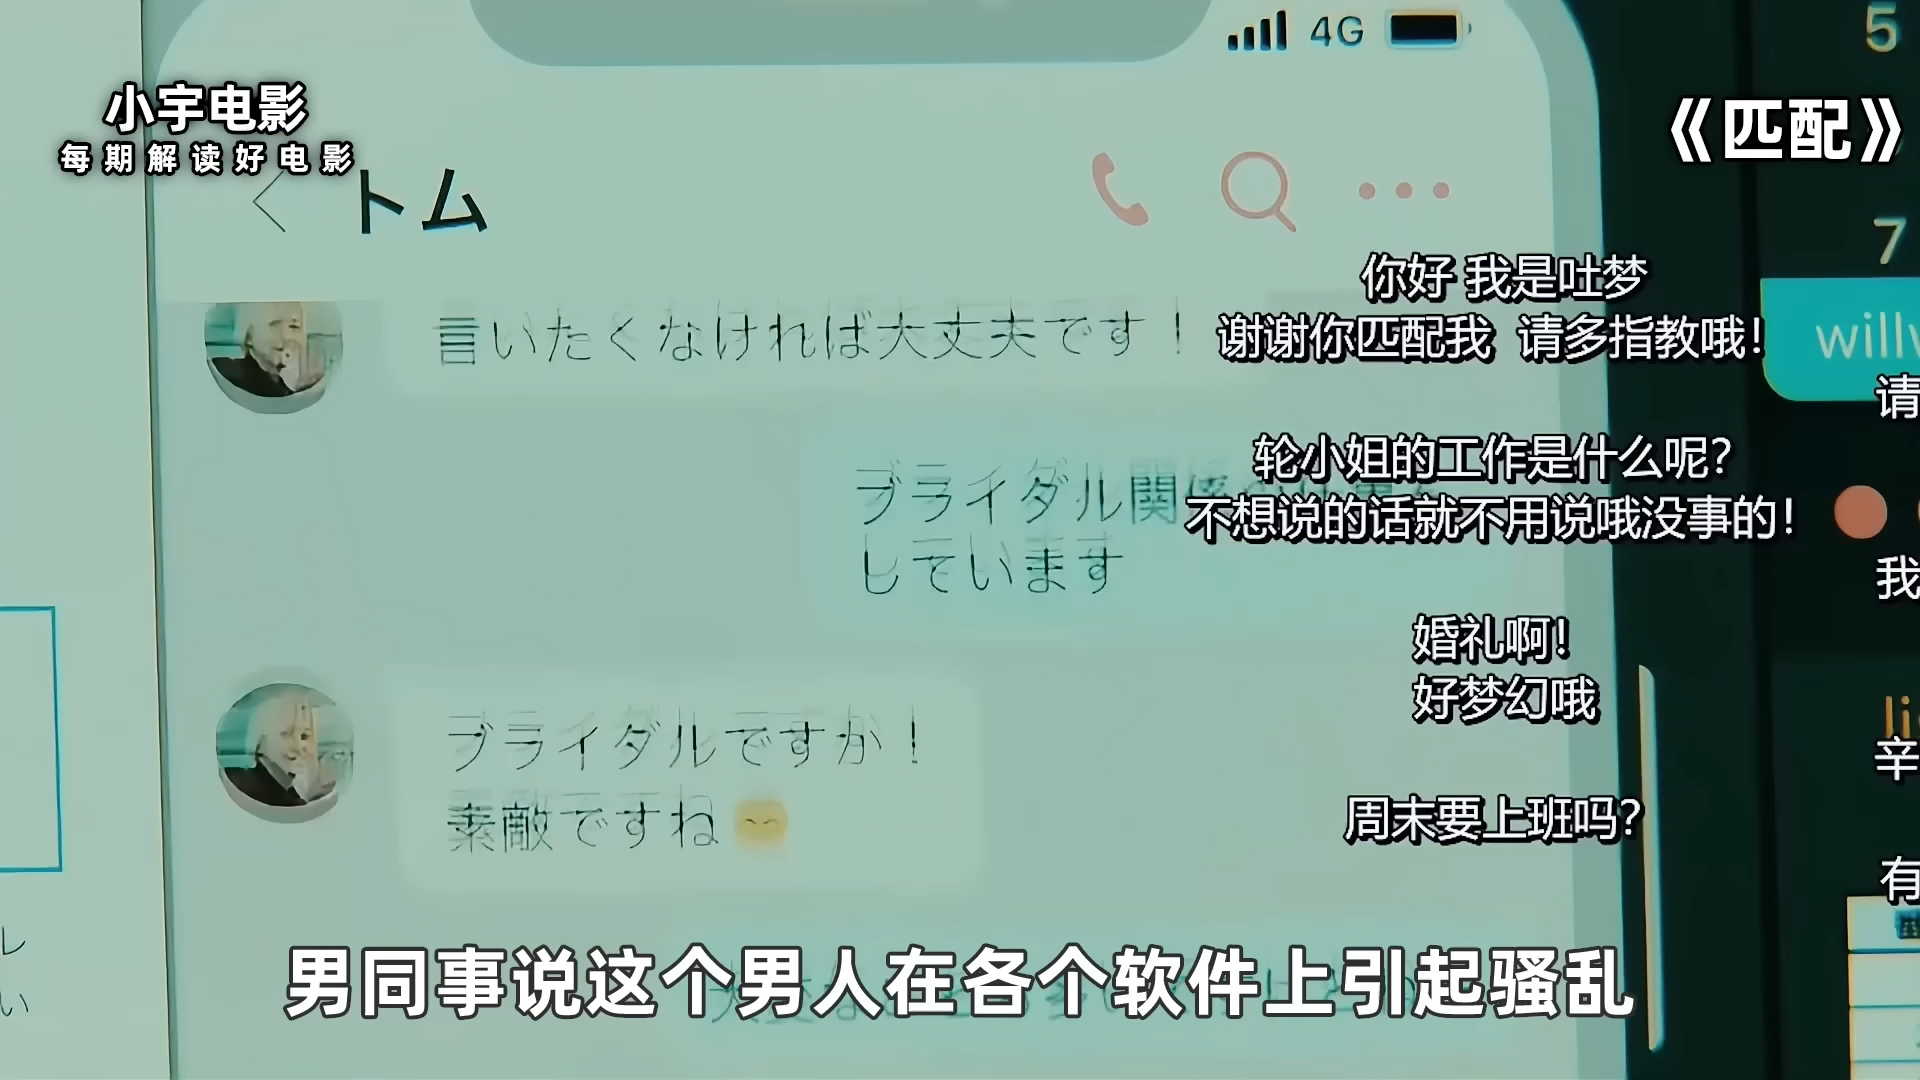 4G
5
小宇电影
每期解读好电影
《匹配》
トム
7
你好 我是吐梦
谢谢你匹配我 请多指教哦!
言いたくなければ大丈夫です！
willw
请
轮小姐的工作是什么呢?
不想说的话就不用说哦没事的!
ブライダル関係
しています
我
婚礼啊!
好梦幻哦
ブライダルですか！
素敵ですね
辛
周末要上班吗?
有
レ
い
男同事说这个男人在各个软件上引起骚乱